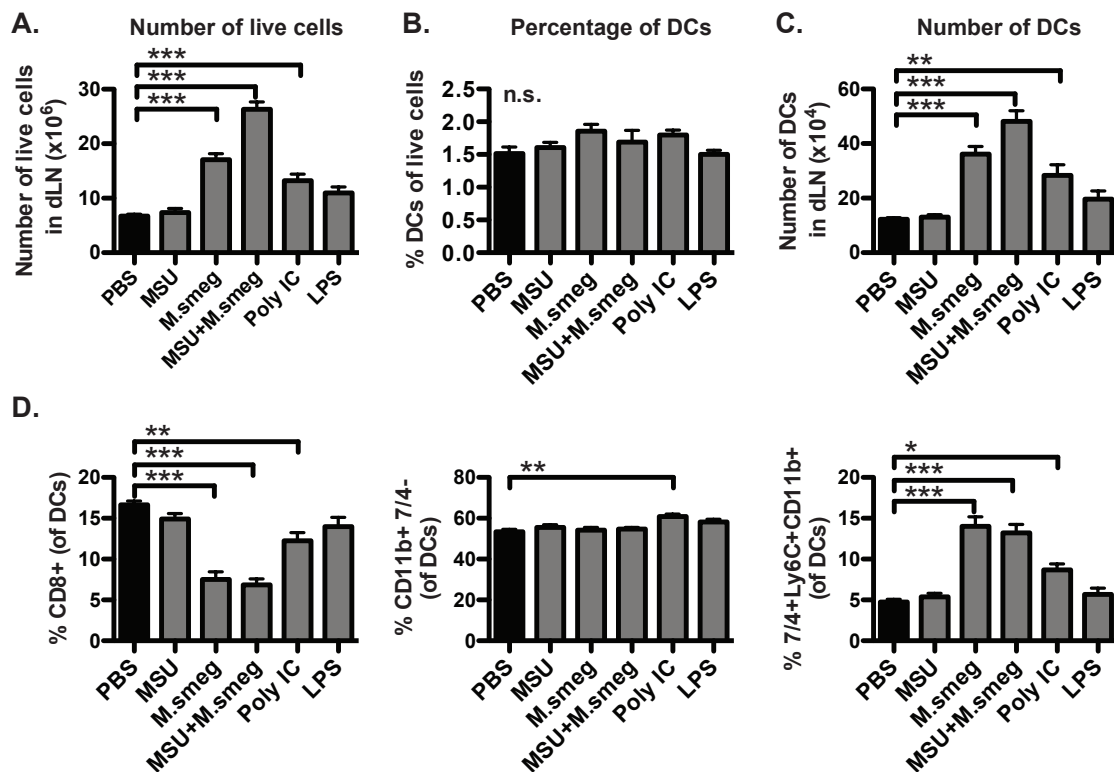 A.
Number of live cells
Number of live cells
in dLN (x10⁶)
30
20
10
0
***
***
***
PBS
MSU
M.smeg
MSU+M.smeg
Poly IC
LPS
B.
Percentage of DCs
% DCs of live cells
2.5
2.0
1.5
1.0
0.5
0.0
n.s.
PBS
MSU
M.smeg
MSU+M.smeg
Poly IC
LPS
C.
Number of DCs
Number of DCs
in dLN (x10⁴)
60
40
20
0
**
***
***
PBS
MSU
M.smeg
MSU+M.smeg
Poly IC
LPS
D.
% CD8+ (of DCs)
20
15
10
5
0
**
***
***
PBS
MSU
M.smeg
MSU+M.smeg
Poly IC
LPS
% CD11b+ 7/4-
(of DCs)
80
60
40
20
0
**
PBS
MSU
M.smeg
MSU+M.smeg
Poly IC
LPS
% 7/4+Ly6C+CD11b+
(of DCs)
20
15
10
5
0
*
***
***
PBS
MSU
M.smeg
MSU+M.smeg
Poly IC
LPS